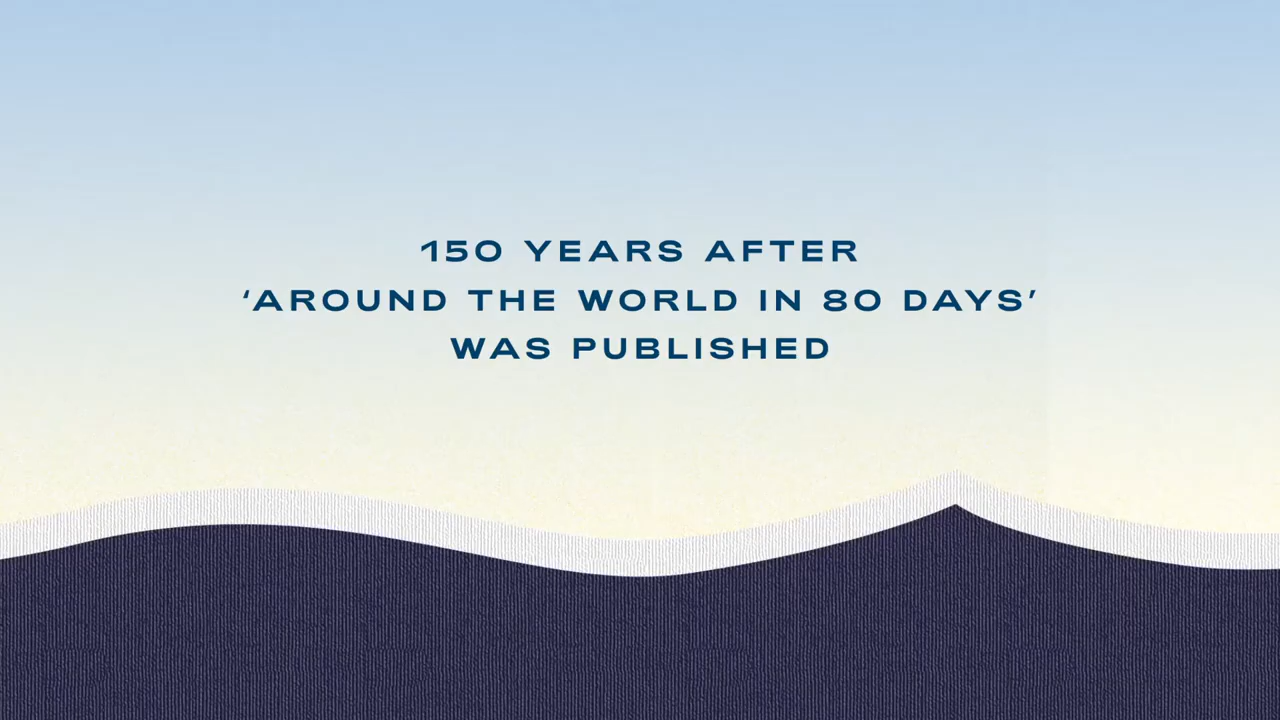 150 YEARS AFTER
‘AROUND THE WORLD IN 80 DAYS’
WAS PUBLISHED